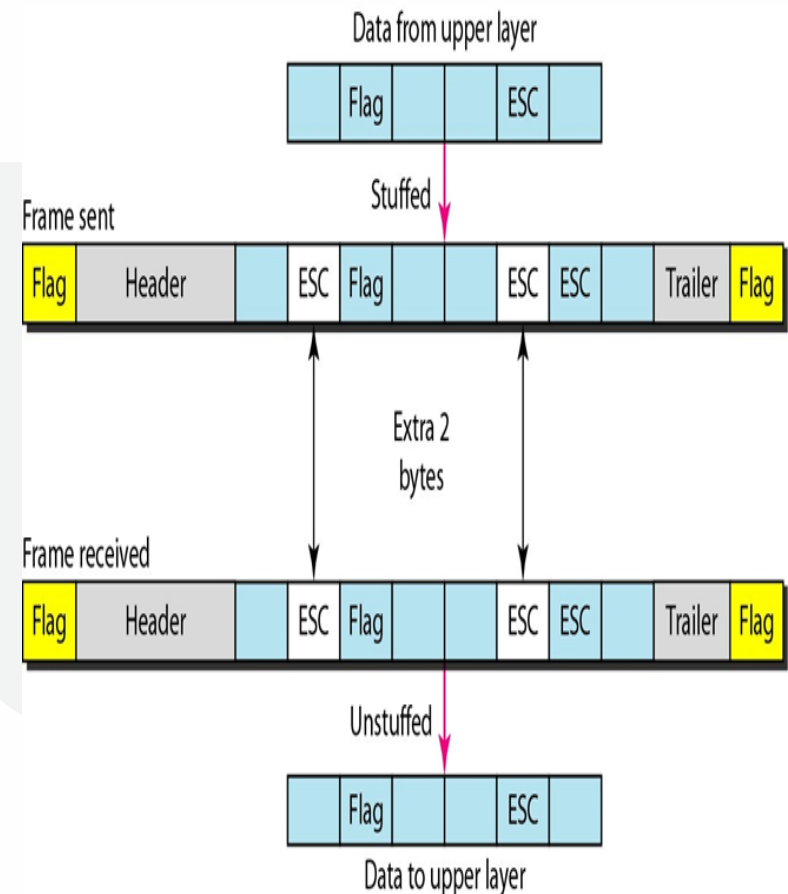 Data from upper layer
Flag ESC
Stuffed
Frame sent
Flag Header ESC Flag ESC ESC Trailer Flag
Extra 2
bytes
Frame received
Flag Header ESC Flag ESC ESC Trailer Flag
Unstuffed
Flag ESC
Data to upper layer